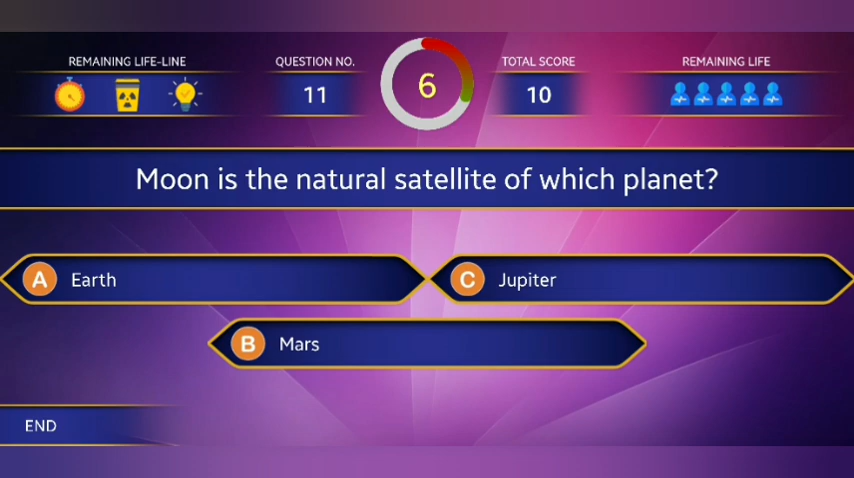 REMAINING LIFE-LINE
QUESTION NO.
11
6
TOTAL SCORE
10
REMAINING LIFE
Moon is the natural satellite of which planet?
A Earth
C Jupiter
B Mars
END